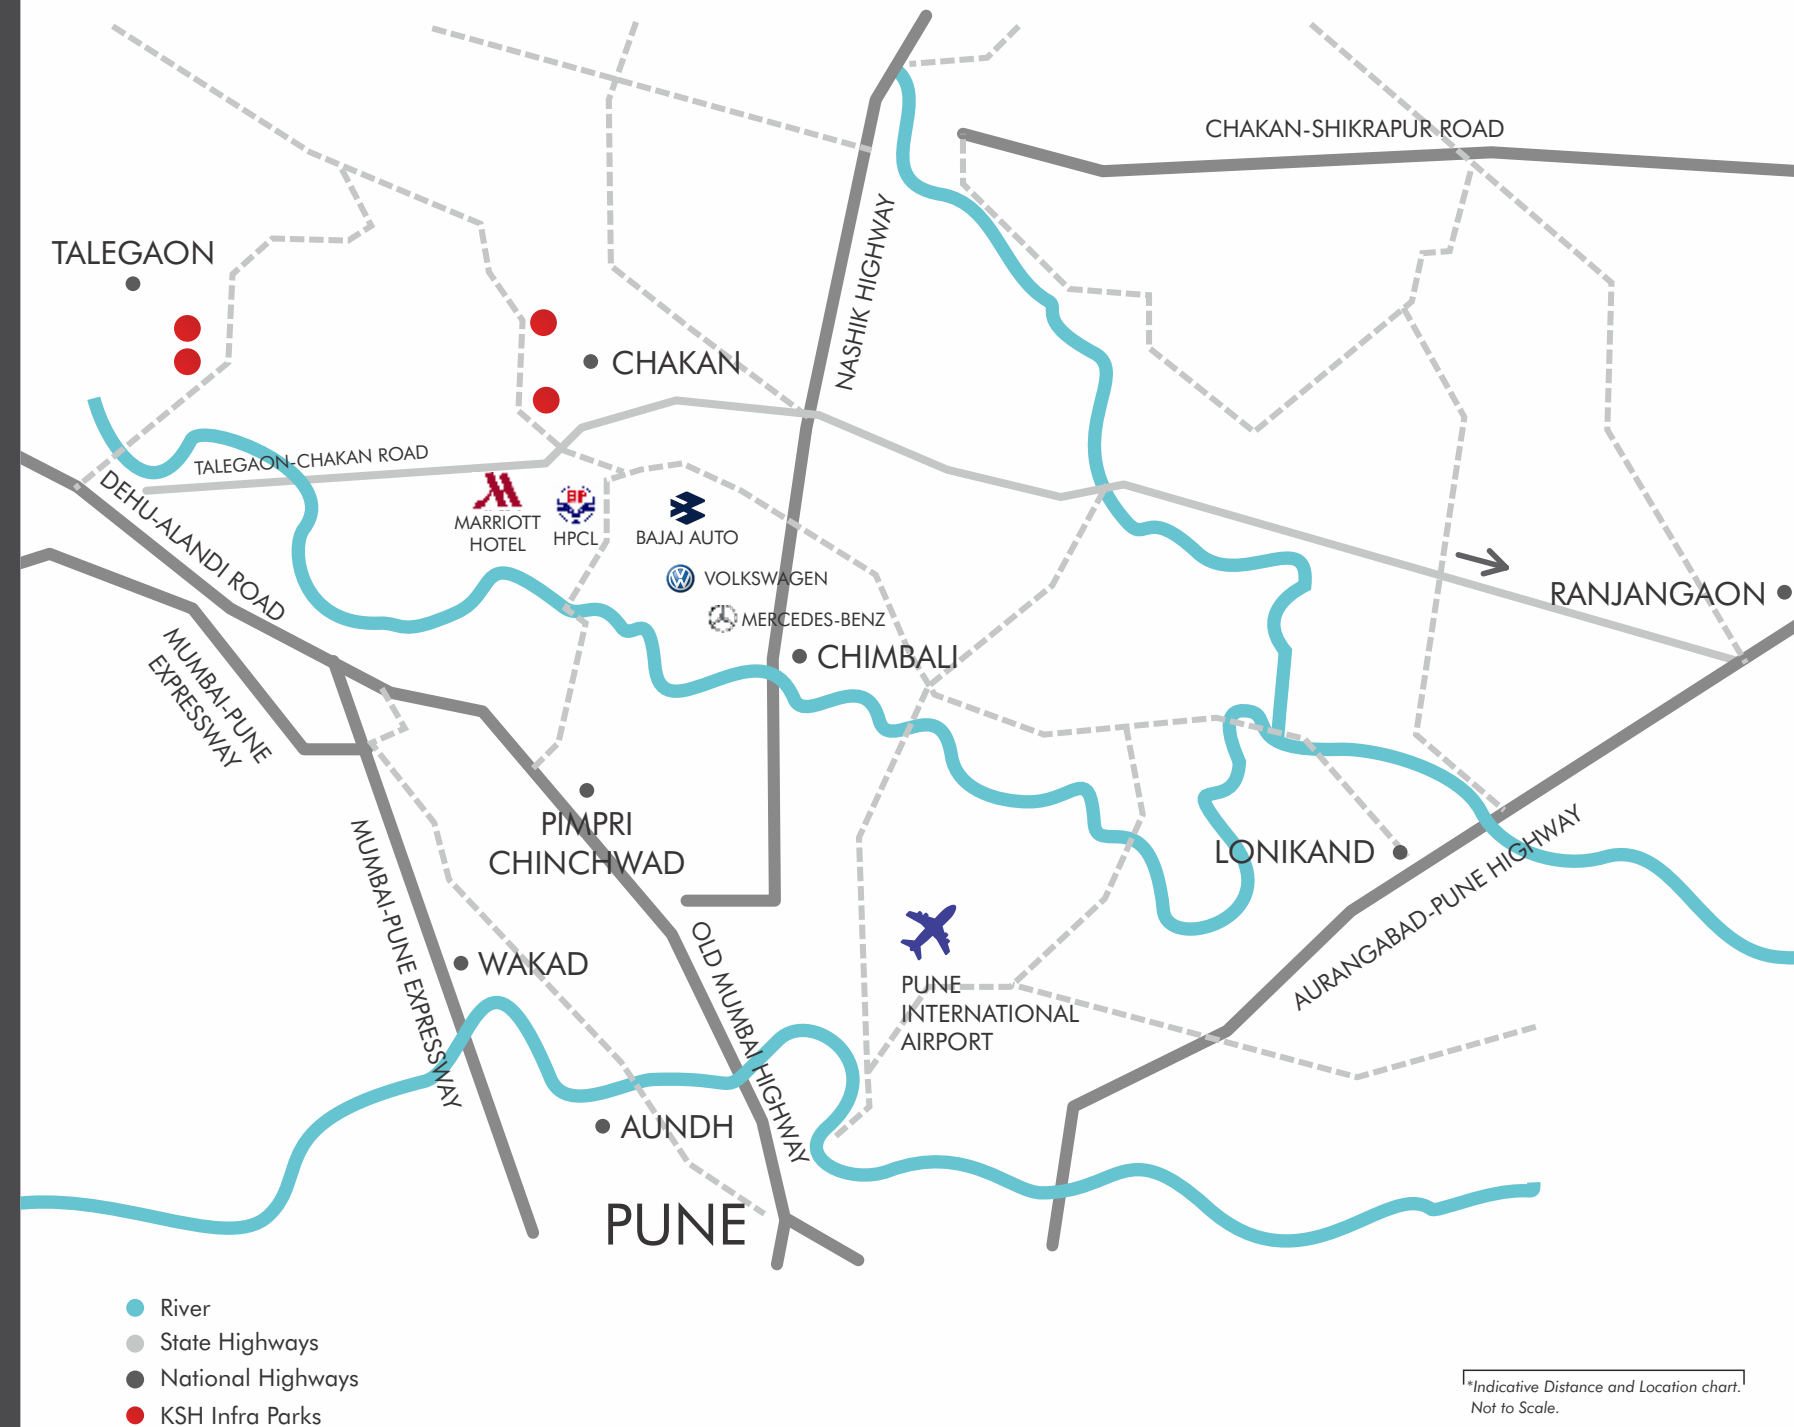 CHAKAN-SHIKRAPUR ROAD
NASHIK HIGHWAY
TALEGAON
CHAKAN
TALEGAON-CHAKAN ROAD
DEHU-ALANDI ROAD
MARRIOTT
HOTEL
HP
HPCL
BAJAJ AUTO
VOLKSWAGEN
MERCEDES-BENZ
RANJANGAON
CHIMBALI
MUMBAI-PUNE
EXPRESSWAY
PIMPRI
CHINCHWAD
LONIKAND
MUMBAI-PUNE EXPRESSWAY
OLD MUMBAI HIGHWAY
AURANGABAD-PUNE HIGHWAY
WAKAD
PUNE
INTERNATIONAL
AIRPORT
AUNDH
PUNE
River
State Highways
National Highways
KSH Infra Parks
*Indicative Distance and Location chart.
Not to Scale.